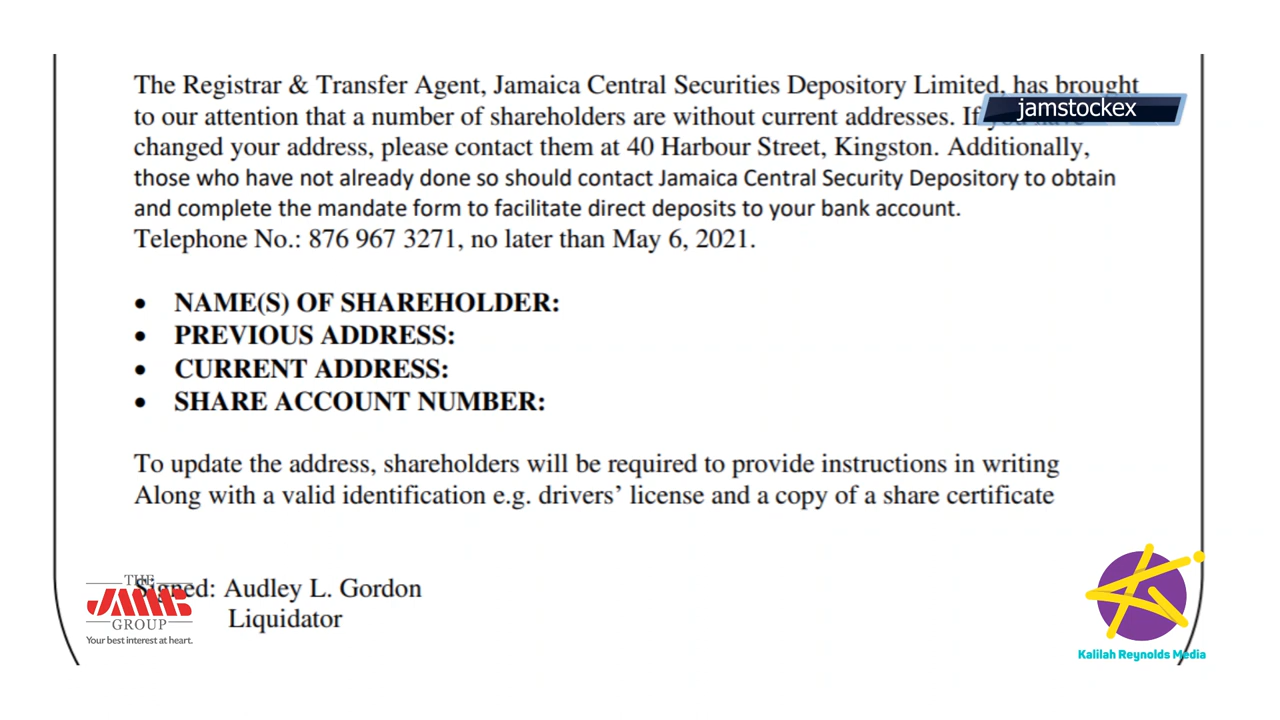 The Registrar & Transfer Agent, Jamaica Central Securities Depository Limited, has brought
to our attention that a number of shareholders are without current addresses. If you have
jamstockex
changed your address, please contact them at 40 Harbour Street, Kingston. Additionally,
those who have not already done so should contact Jamaica Central Security Depository to obtain
and complete the mandate form to facilitate direct deposits to your bank account.
Telephone No.: 876 967 3271, no later than May 6, 2021.
• NAME(S) OF SHAREHOLDER:
• PREVIOUS ADDRESS:
• CURRENT ADDRESS:
• SHARE ACCOUNT NUMBER:
To update the address, shareholders will be required to provide instructions in writing
Along with a valid identification e.g. drivers’ license and a copy of a share certificate
Signed: Audley L. Gordon
Liquidator
THE
JMMB
GROUP
Your best interest at heart.
Kalilah Reynolds Media